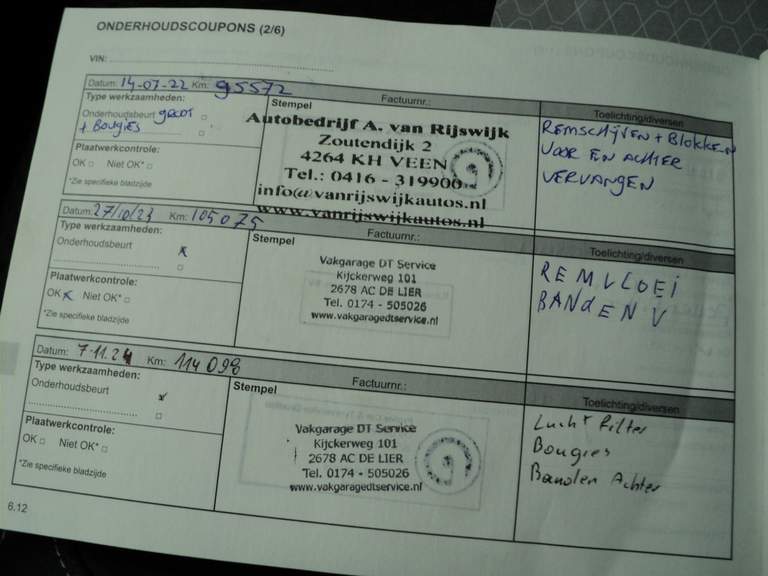 ONDERHOUDSCOUPONS (2/6)
VIN:
Datum: 14-07-22 Km: 95572
Type werkzaamheden:
Onderhoudsbeurt GROOT
+ BOUGIES
Plaatwerkcontrole:
OK Niet OK*
*Zie specifieke bladzijde
Stempel Factuurnr.:
Autobedrijf A. van Rijswijk
Zoutendijk 2
4264 KH VEEN
Tel.: 0416 - 319900
info@vanrijswijkautos.nl
www.vanrijswijkautos.nl
Toelichting/diversen
REMSCHIJVEN + BLOKKEN
VOOR EN ACHTER
VERVANGEN
Datum: 27/10/23 Km: 105075
Type werkzaamheden:
Onderhoudsbeurt x
Plaatwerkcontrole:
OK x Niet OK*
*Zie specifieke bladzijde
Stempel Factuurnr.:
Vakgarage DT Service
Kijckerweg 101
2678 AC DE LIER
Tel. 0174 - 505026
www.vakgaragedtservice.nl
Toelichting/diversen
REMVLOEI
BANDEN V
Datum: 7.11.24 Km: 114098
Type werkzaamheden:
Onderhoudsbeurt
Plaatwerkcontrole:
OK Niet OK*
*Zie specifieke bladzijde
Stempel Factuurnr.:
Vakgarage DT Service
Kijckerweg 101
2678 AC DE LIER
Tel. 0174 - 505026
www.vakgaragedtservice.nl
Toelichting/diversen
Lucht filter
Bougies
Banden Achter
6.12